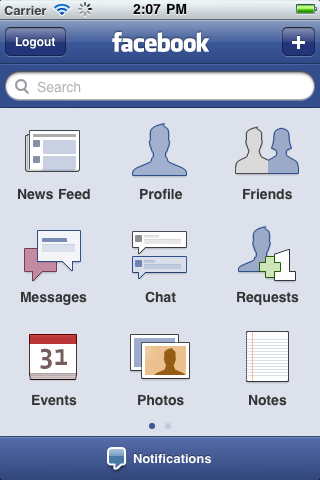 Carrier 2:07 PM
Logout facebook +
Search
News Feed Profile Friends
Messages Chat Requests
31
Events Photos Notes
Notifications